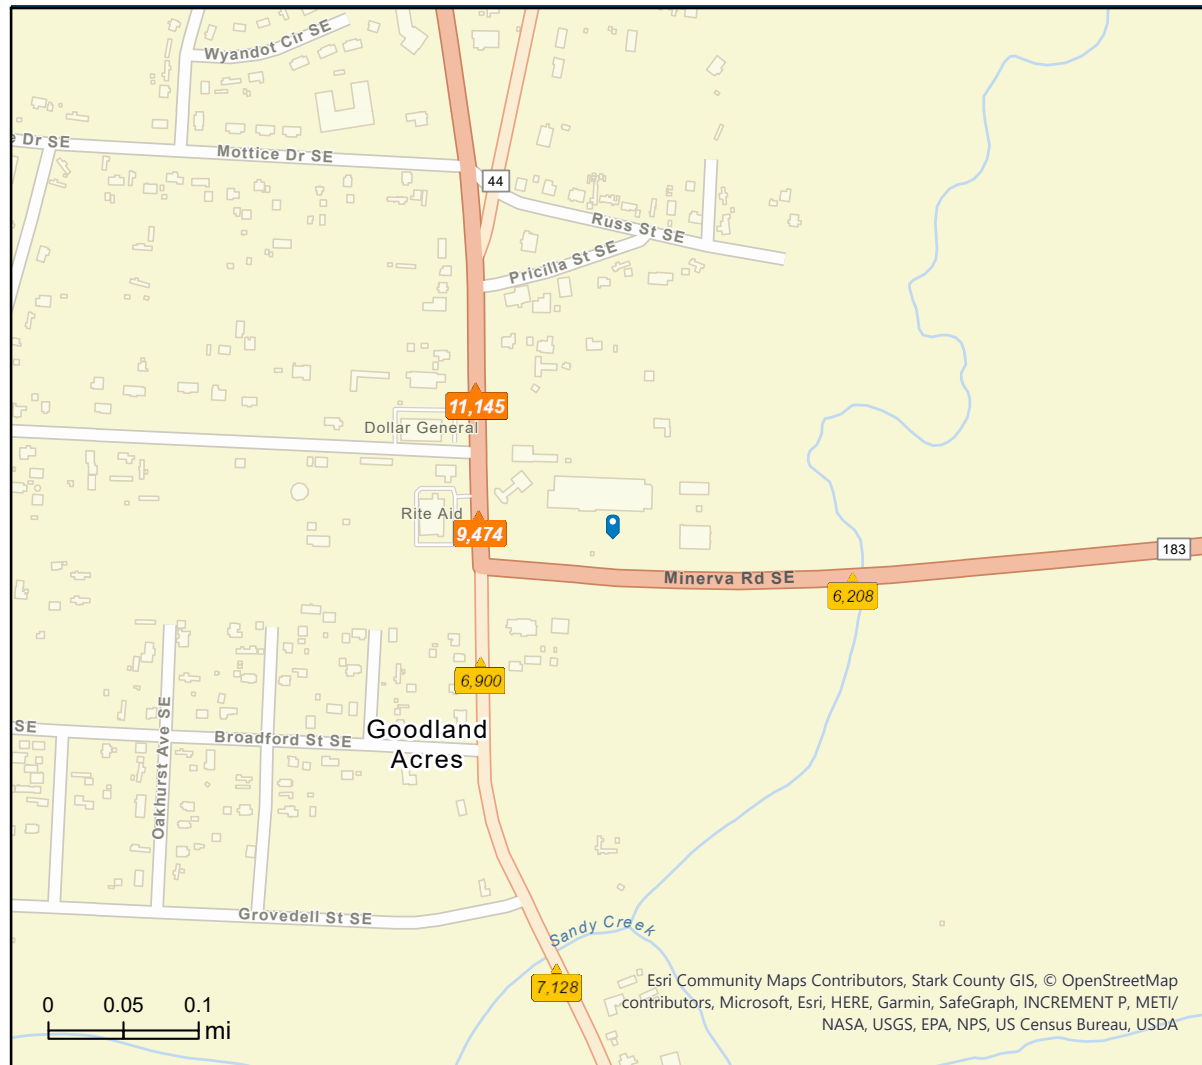 Wyandot Cir SE
e Dr SE
Mottice Dr SE
44
Russ St SE
Pricilla St SE
11,145
Dollar General
Rite Aid
9,474
183
Minerva Rd SE
6,208
6,900
SE
Oakhurst Ave SE
Broadford St SE
Goodland
Acres
Grovedell St SE
Sandy Creek
7,128
0 0.05 0.1
mi
Esri Community Maps Contributors, Stark County GIS, © OpenStreetMap
contributors, Microsoft, Esri, HERE, Garmin, SafeGraph, INCREMENT P, METI/
NASA, USGS, EPA, NPS, US Census Bureau, USDA